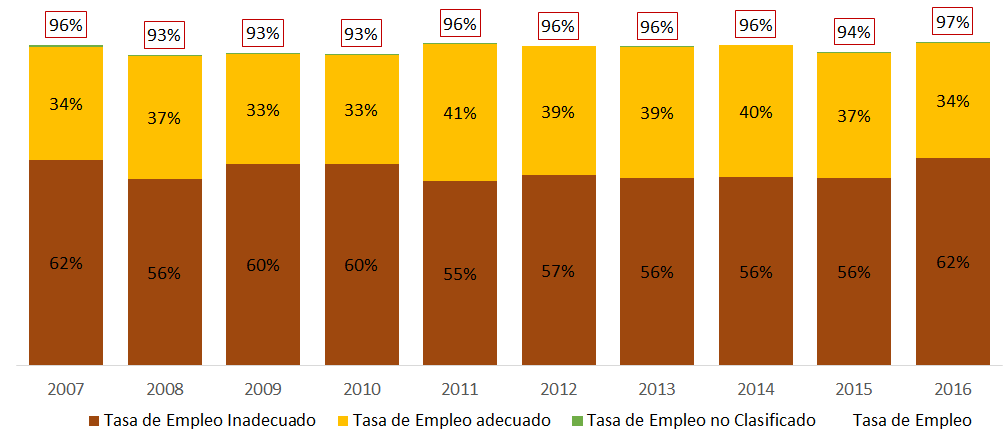 96% 93% 93% 93% 96% 96% 96% 96% 94% 97%
34% 37% 33% 33% 41% 39% 39% 40% 37% 34%
62% 56% 60% 60% 55% 57% 56% 56% 56% 62%
2007 2008 2009 2010 2011 2012 2013 2014 2015 2016
Tasa de Empleo Inadecuado Tasa de Empleo adecuado Tasa de Empleo no Clasificado Tasa de Empleo